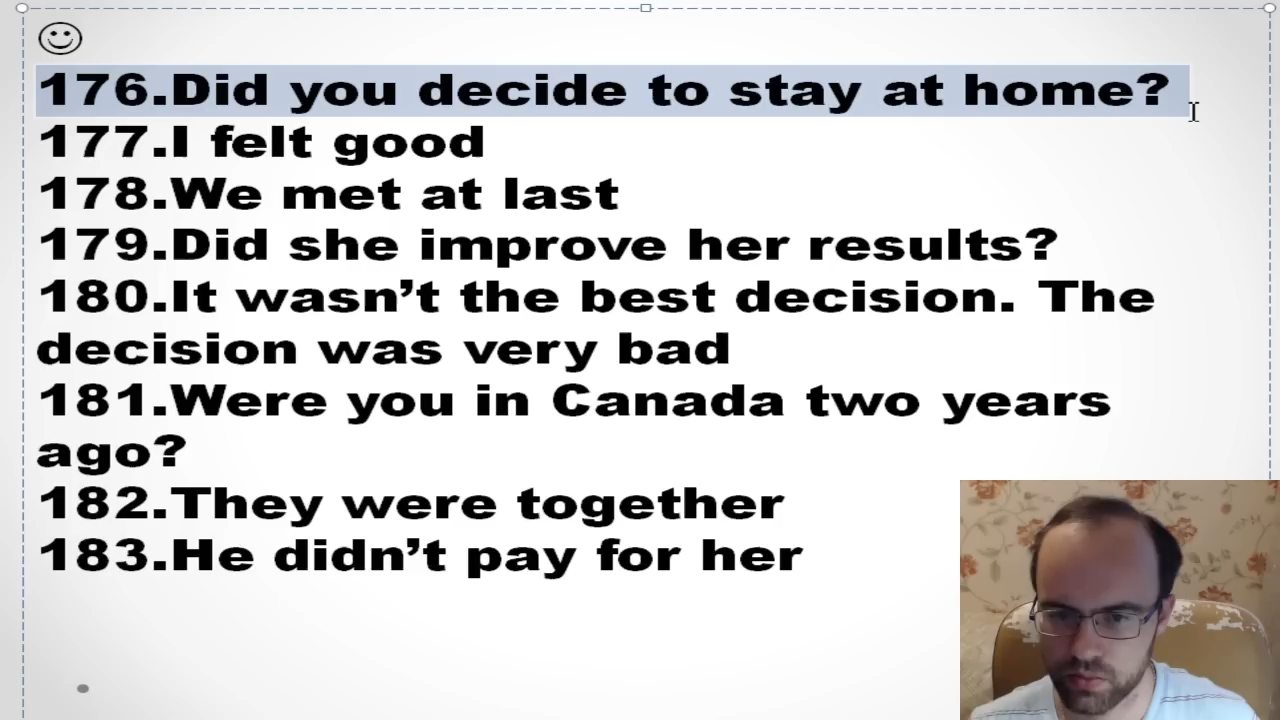 176.Did you decide to stay at home?
177.I felt good
178.We met at last
179.Did she improve her results?
180.It wasn’t the best decision. The
decision was very bad
181.Were you in Canada two years
ago?
182.They were together
183.He didn’t pay for her